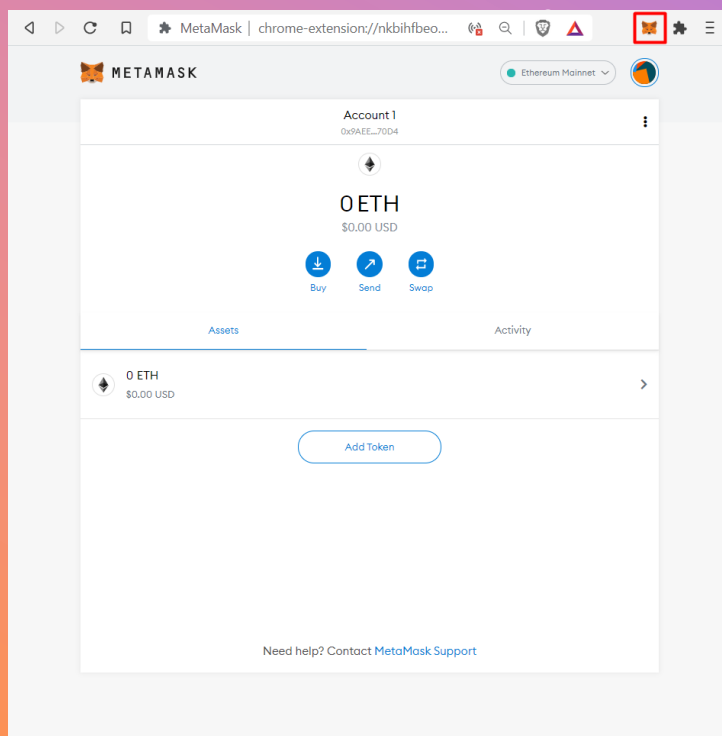 MetaMask | chrome-extension://nkbihfbeo...
METAMASK
Ethereum Mainnet
Account 1
0x9AEE...70D4
0 ETH
$0.00 USD
Buy Send Swap
Assets Activity
0 ETH
$0.00 USD
Add Token
Need help? Contact MetaMask Support